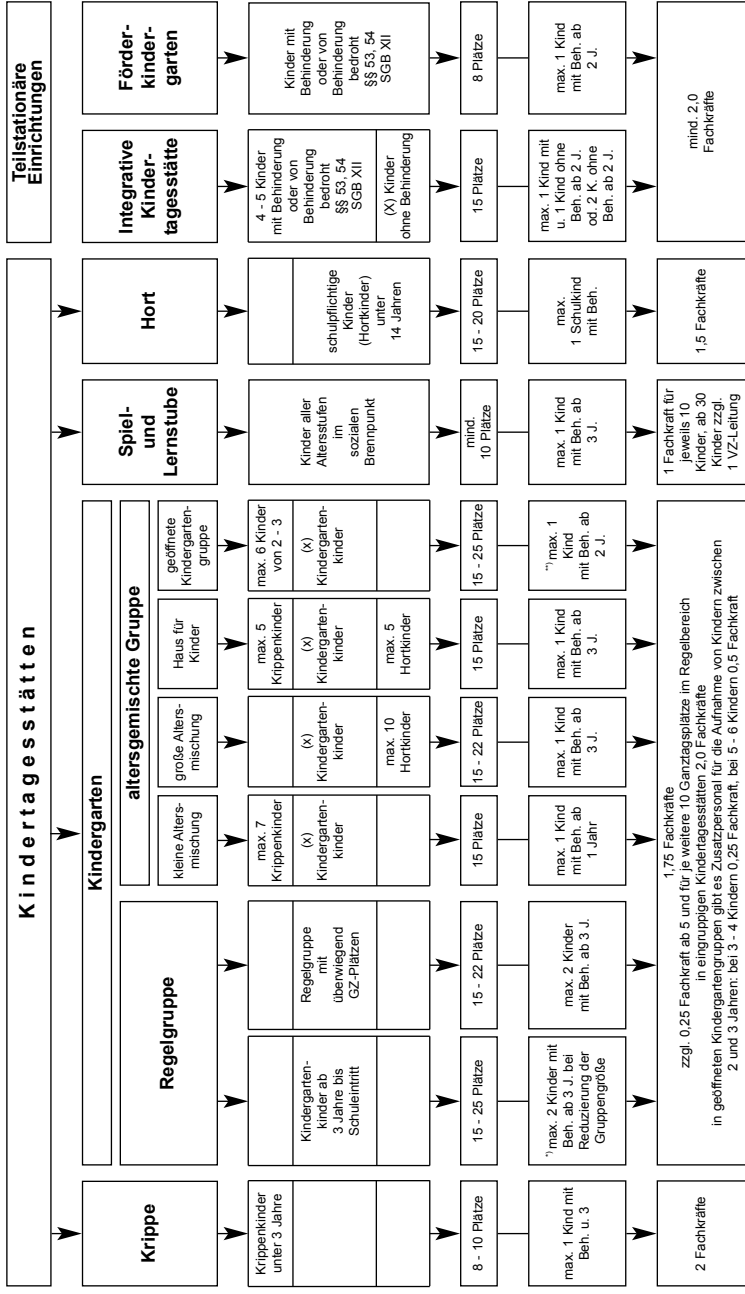 Kindertagesstätten
Teilstationäre
Einrichtungen
Krippe
Kindergarten
Spiel-
und
Lernstube
Hort
Integrative
Kinder-
tagesstätte
Förder-
kinder-
garten
Regelgruppe
altersgemischte Gruppe
kleine Alters-
mischung
große Alters-
mischung
Haus für
Kinder
geöffnete
Kindergarten-
gruppe
Krippenkinder
unter 3 Jahre
Kindergarten-
kinder ab
3 Jahre bis
Schuleintritt
Regelgruppe
mit
überwiegend
GZ-Plätzen
max. 7
Krippenkinder
(x)
Kindergarten-
kinder
(x)
Kindergarten-
kinder
max. 10
Hortkinder
max. 5
Krippenkinder
(x)
Kindergarten-
kinder
max. 5
Hortkinder
max. 6 Kinder
von 2 - 3
(x)
Kindergarten-
kinder
Kinder aller
Altersstufen
im
sozialen
Brennpunkt
schulpflichtige
Kinder
(Hortkinder)
unter
14 Jahren
4 - 5 Kinder
mit Behinderung
oder von
Behinderung
bedroht
§§ 53, 54
SGB XII
(X) Kinder
ohne Behinderung
Kinder mit
Behinderung
oder von
Behinderung
bedroht
§§ 53, 54
SGB XII
8 - 10 Plätze
15 - 25 Plätze
15 - 22 Plätze
15 Plätze
15 - 22 Plätze
15 Plätze
15 - 25 Plätze
mind.
10 Plätze
15 - 20 Plätze
15 Plätze
8 Plätze
max. 1 Kind mit
Beh. u. 3
*) max. 2 Kinder mit
Beh. ab 3 J. bei
Reduzierung der
Gruppengröße
max. 2 Kinder
mit Beh. ab 3 J.
max. 1 Kind
mit Beh. ab
1 Jahr
max. 1 Kind
mit Beh. ab
3 J.
max. 1 Kind
mit Beh. ab
3 J.
**) max. 1
Kind
mit Beh. ab
2 J.
max. 1 Kind
mit Beh. ab
3 J.
max.
1 Schulkind
mit Beh.
max. 1 Kind mit
u. 1 Kind ohne
Beh. ab 2 J.
od. 2 K. ohne
Beh. ab 2 J.
max. 1 Kind
mit Beh. ab
2 J.
2 Fachkräfte
1,75 Fachkräfte
zzgl. 0,25 Fachkraft ab 5 und für je weitere 10 Ganztagsplätze im Regelbereich
in eingruppigen Kindertagesstätten 2,0 Fachkräfte
in geöffneten Kindergartengruppen gibt es Zusatzpersonal für die Aufnahme von Kindern zwischen
2 und 3 Jahren: bei 3 - 4 Kindern 0,25 Fachkraft, bei 5 - 6 Kindern 0,5 Fachkraft
1 Fachkraft für
jeweils 10
Kinder, ab 30
Kinder zzgl.
1 VZ-Leitung
1,5 Fachkräfte
mind. 2,0
Fachkräfte